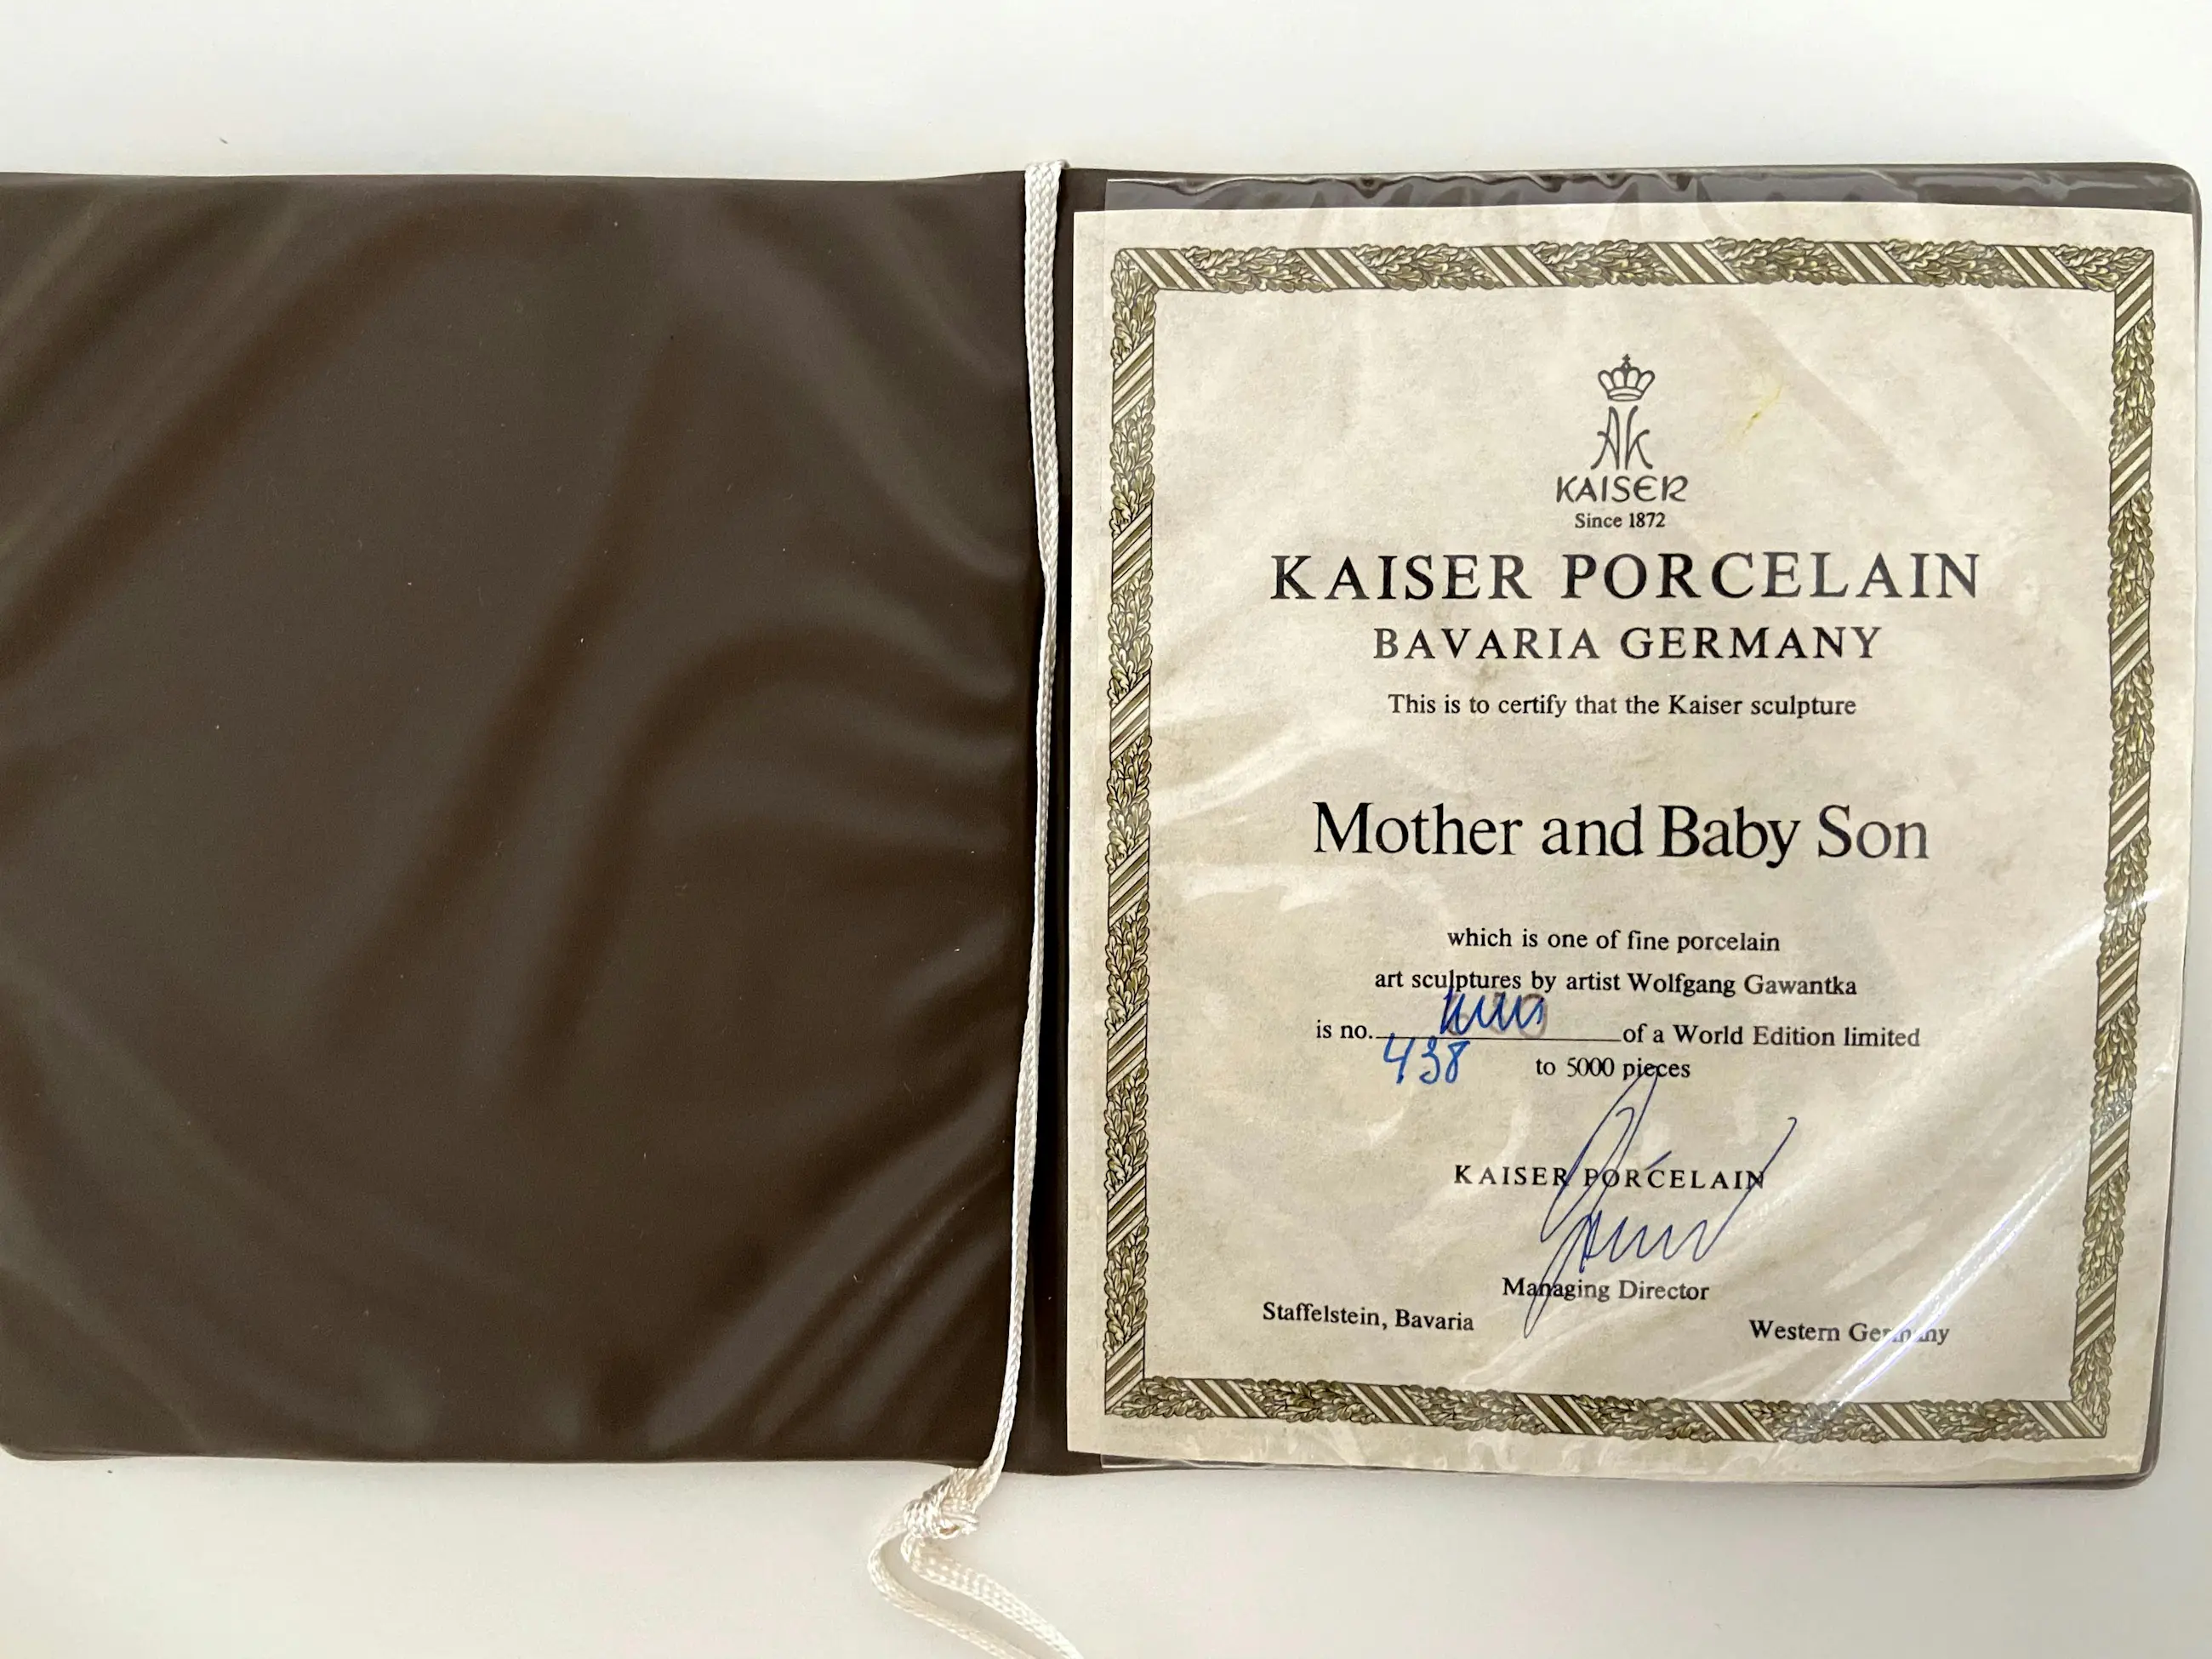 AK
KAISER
Since 1872
KAISER PORCELAIN
BAVARIA GERMANY
This is to certify that the Kaiser sculpture
Mother and Baby Son
which is one of fine porcelain
art sculptures by artist Wolfgang Gawantka
is no. of a World Edition limited
438 to 5000 pieces
KAISER PORCELAIN
Managing Director
Staffelstein, Bavaria
Western Germany